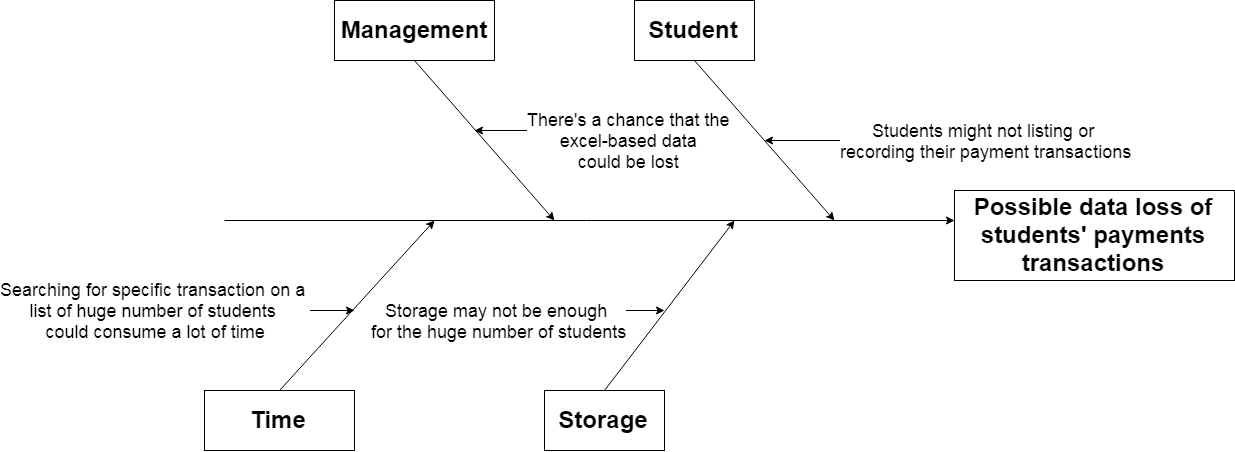 Management
Student
There's a chance that the
excel-based data
could be lost
Students might not listing or
recording their payment transactions
Possible data loss of
students' payments
transactions
Searching for specific transaction on a
list of huge number of students
could consume a lot of time
Storage may not be enough
for the huge number of students
Time
Storage